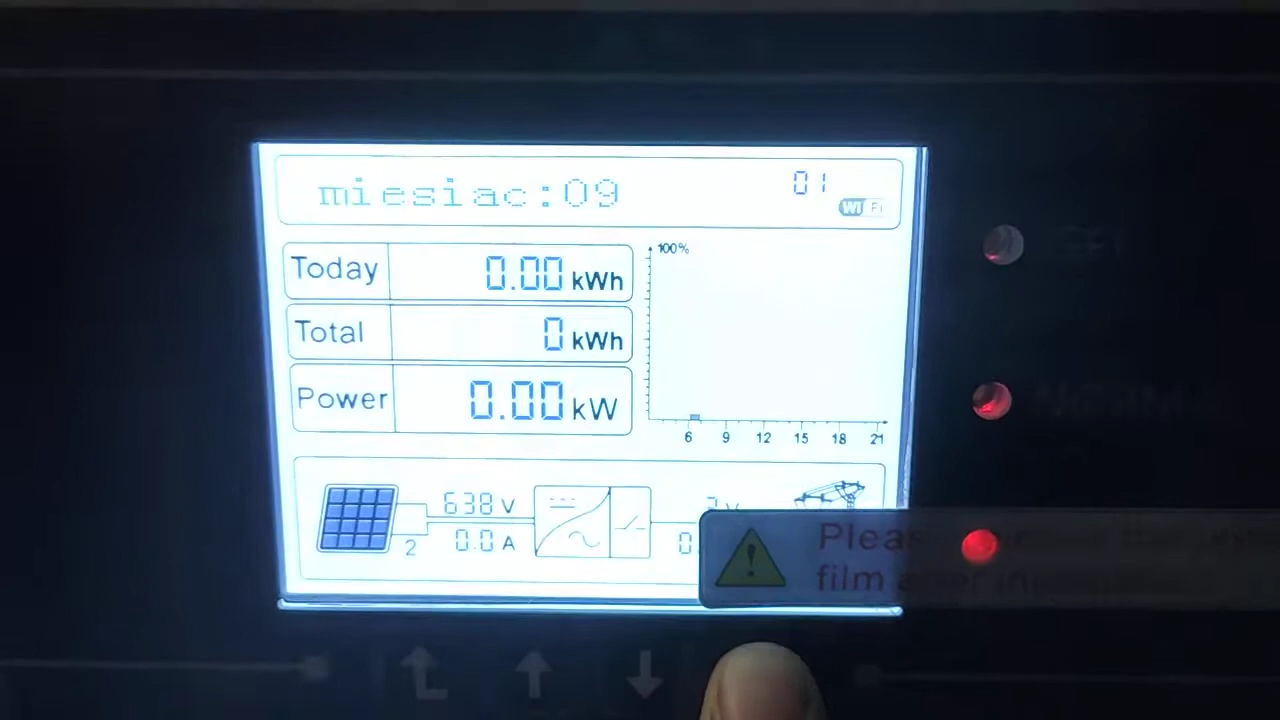 miesiac:09
01
WiFi
Today 0.00 kWh
Total 0 kWh
Power 0.00 kW
100%
6 9 12 15 18 21
638 V
0.0 A
2
film after